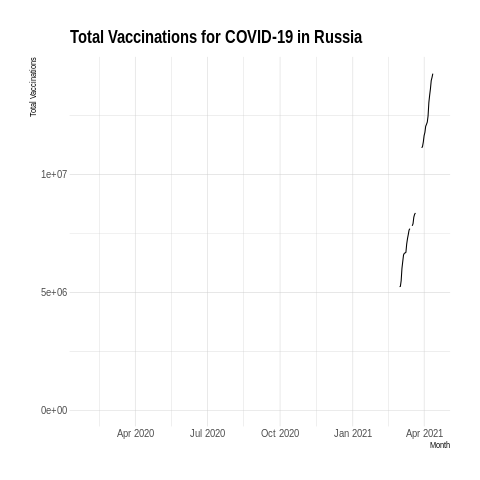 Total Vaccinations for COVID-19 in Russia
Total Vaccinations
1e+07
5e+06
0e+00
Apr 2020 Jul 2020 Oct 2020 Jan 2021 Apr 2021
Month